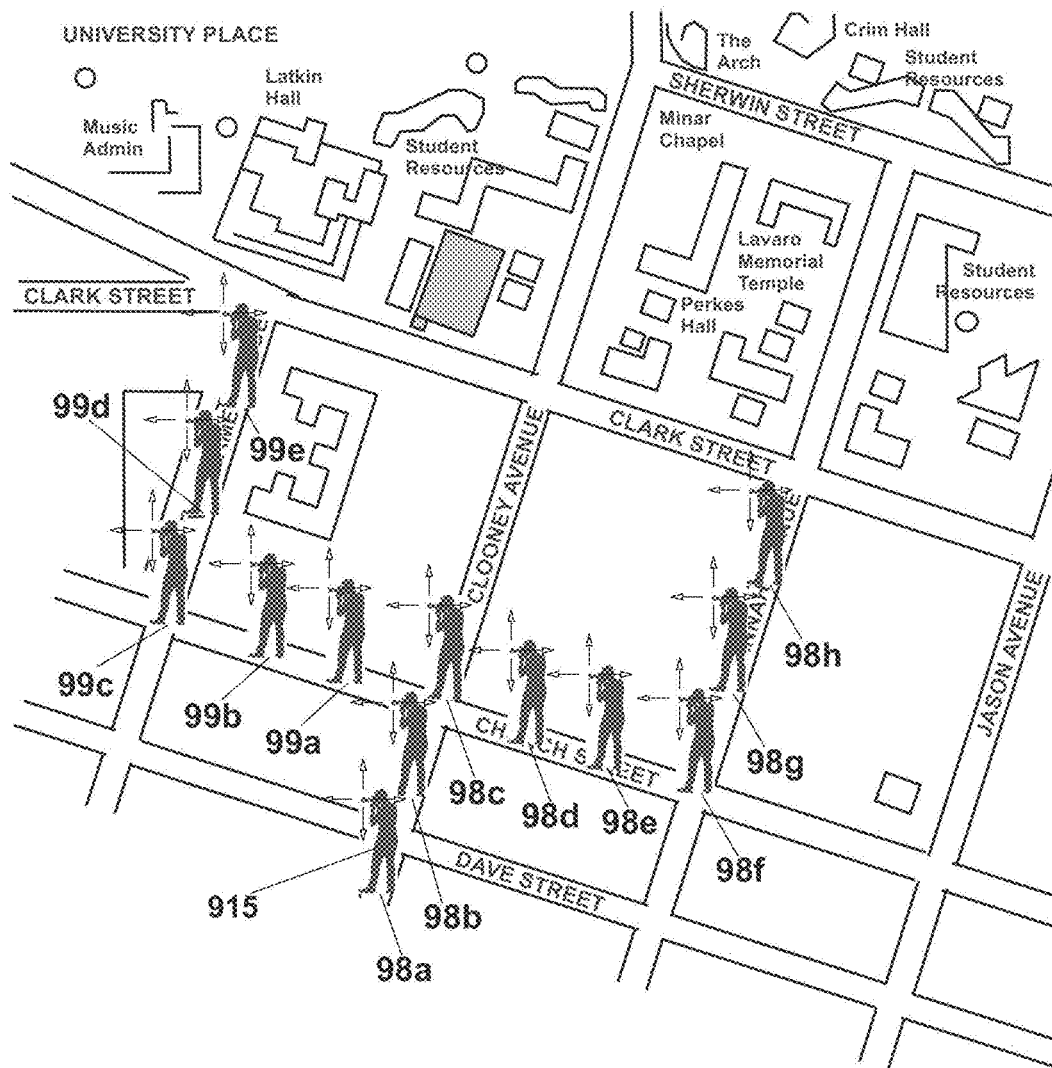 UNIVERSITY PLACE
Crim Hall
The
Arch
Student
Resources
Latkin
Hall
SHERWIN STREET
Music
Admin
Minar
Chapel
Student
Resources
Lavaro
Memorial
Temple
Student
Resources
CLARK STREET
Perkes
Hall
99d
99e
CLOONEY AVENUE
CLARK STREET
JASON AVENUE
98h
99c
99b
99a
98c
98d
98e
98g
98f
STREET
DAVE STREET
915
98b
98a